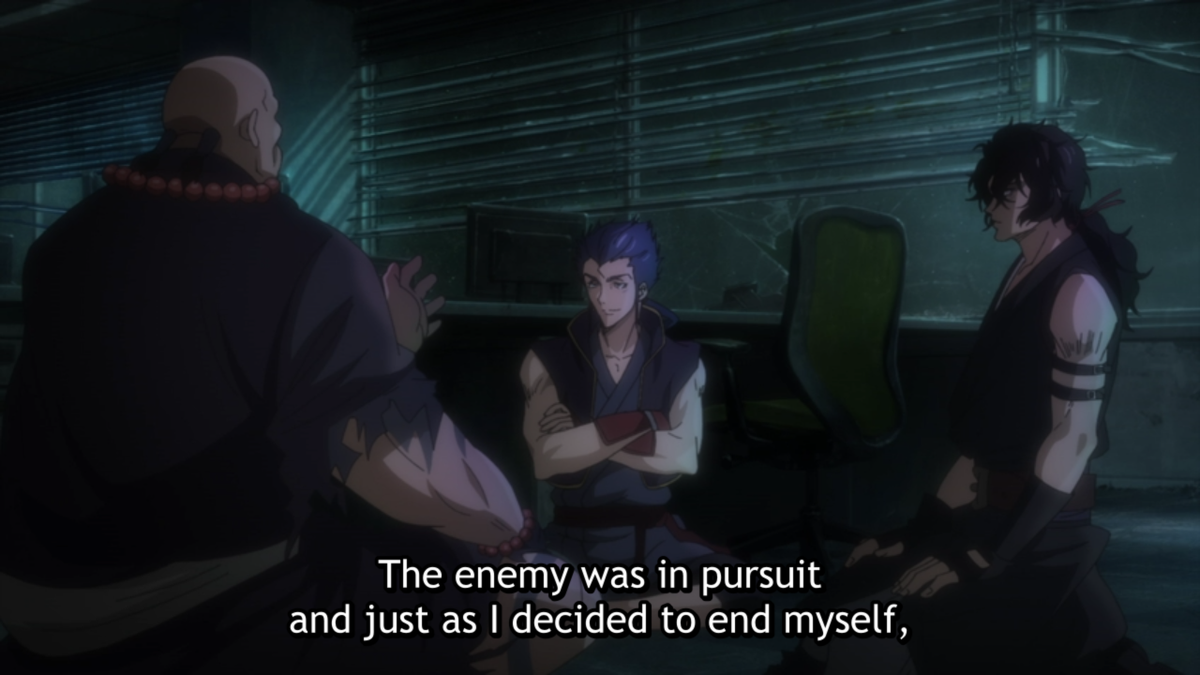 The enemy was in pursuit
and just as I decided to end myself,